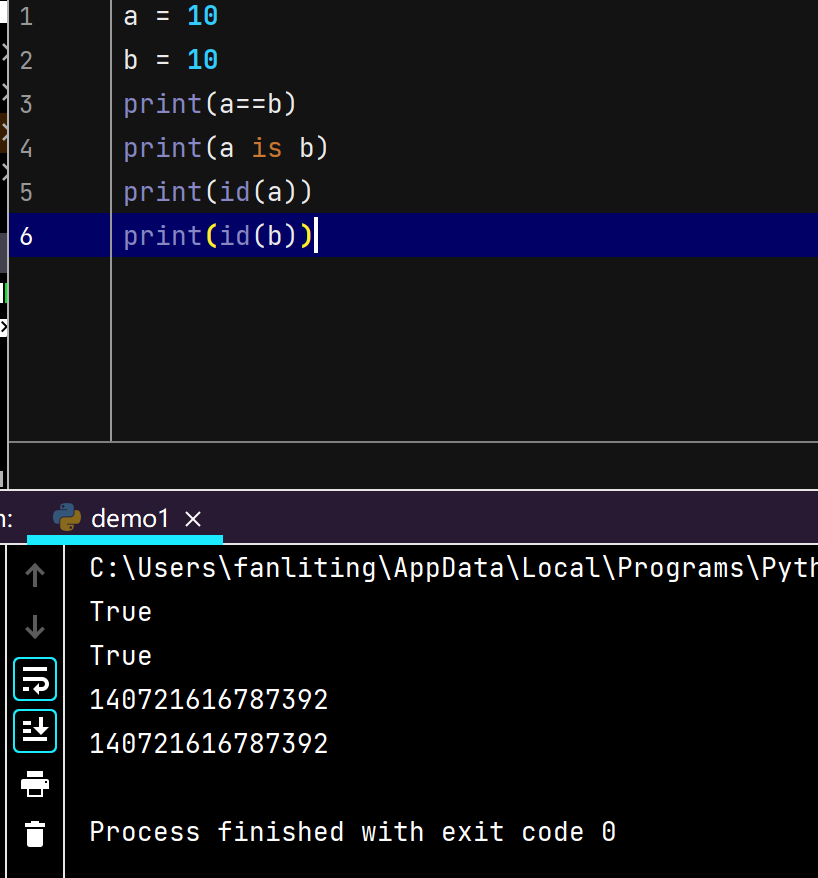 1 a = 10
2 b = 10
3 print(a==b)
4 print(a is b)
5 print(id(a))
6 print(id(b))
demo1
C:\Users\fanliting\AppData\Local\Programs\Pyth
True
True
140721616787392
140721616787392
Process finished with exit code 0